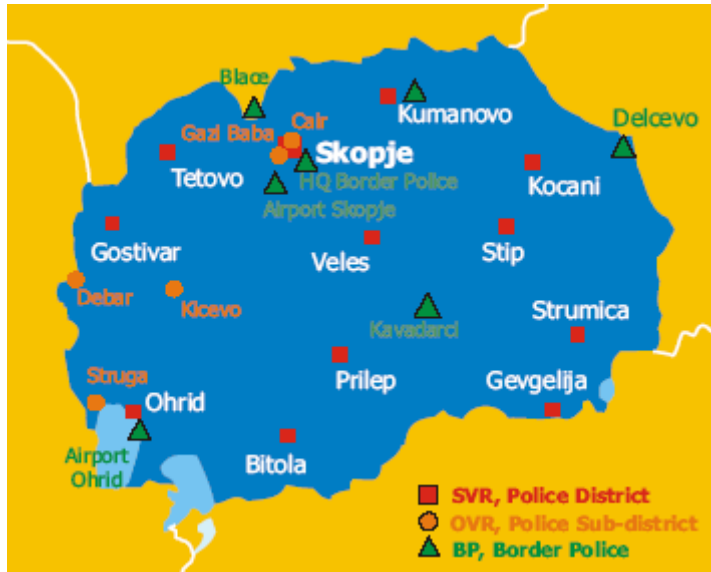 Blace
Cair
Kumanovo
Delcevo
Gazi Baba
Skopje
Tetovo
HQ Border Police
Kocani
Airport Skopje
Gostivar
Veles
Stip
Debar
Kicevo
Strumica
Kavadarci
Struga
Prilep
Gevgelija
Ohrid
Airport
Ohrid
Bitola
SVR, Police District
OVR, Police Sub-district
BP, Border Police